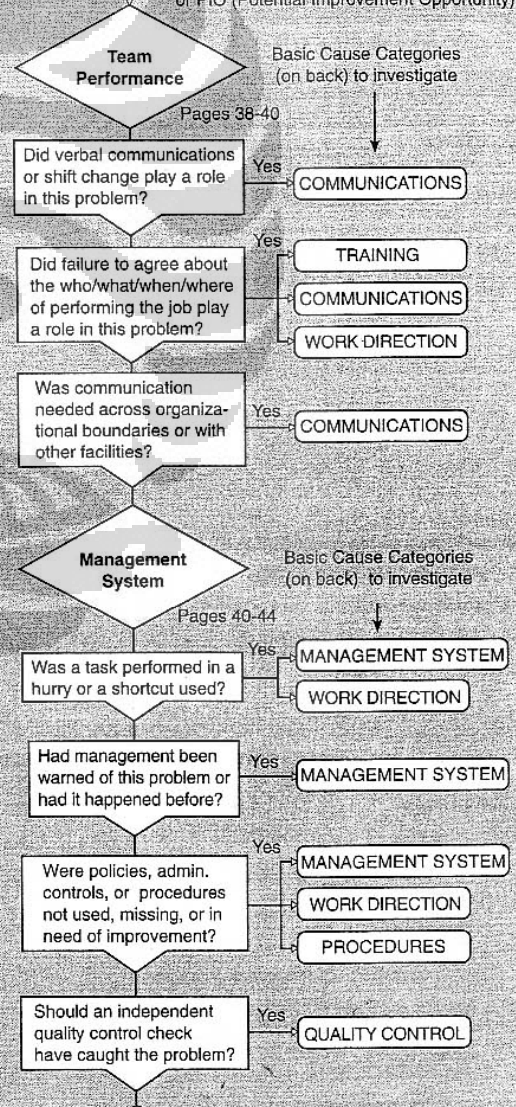 or PIO (Potential Improvement Opportunity)
Team
Performance
Basic Cause Categories
(on back) to investigate
Pages 38-40
Did verbal communications
or shift change play a role
in this problem?
Yes
COMMUNICATIONS
Did failure to agree about
the who/what/when/where
of performing the job play
a role in this problem?
Yes
TRAINING
COMMUNICATIONS
WORK DIRECTION
Was communication
needed across organiza-
tional boundaries or with
other facilities?
Yes
COMMUNICATIONS
Management
System
Basic Cause Categories
(on back) to investigate
Pages 40-44
Was a task performed in a
hurry or a shortcut used?
Yes
MANAGEMENT SYSTEM
WORK DIRECTION
Had management been
warned of this problem or
had it happened before?
Yes
MANAGEMENT SYSTEM
Were policies, admin.
controls, or procedures
not used, missing, or in
need of improvement?
Yes
MANAGEMENT SYSTEM
WORK DIRECTION
PROCEDURES
Should an independent
quality control check
have caught the problem?
Yes
QUALITY CONTROL